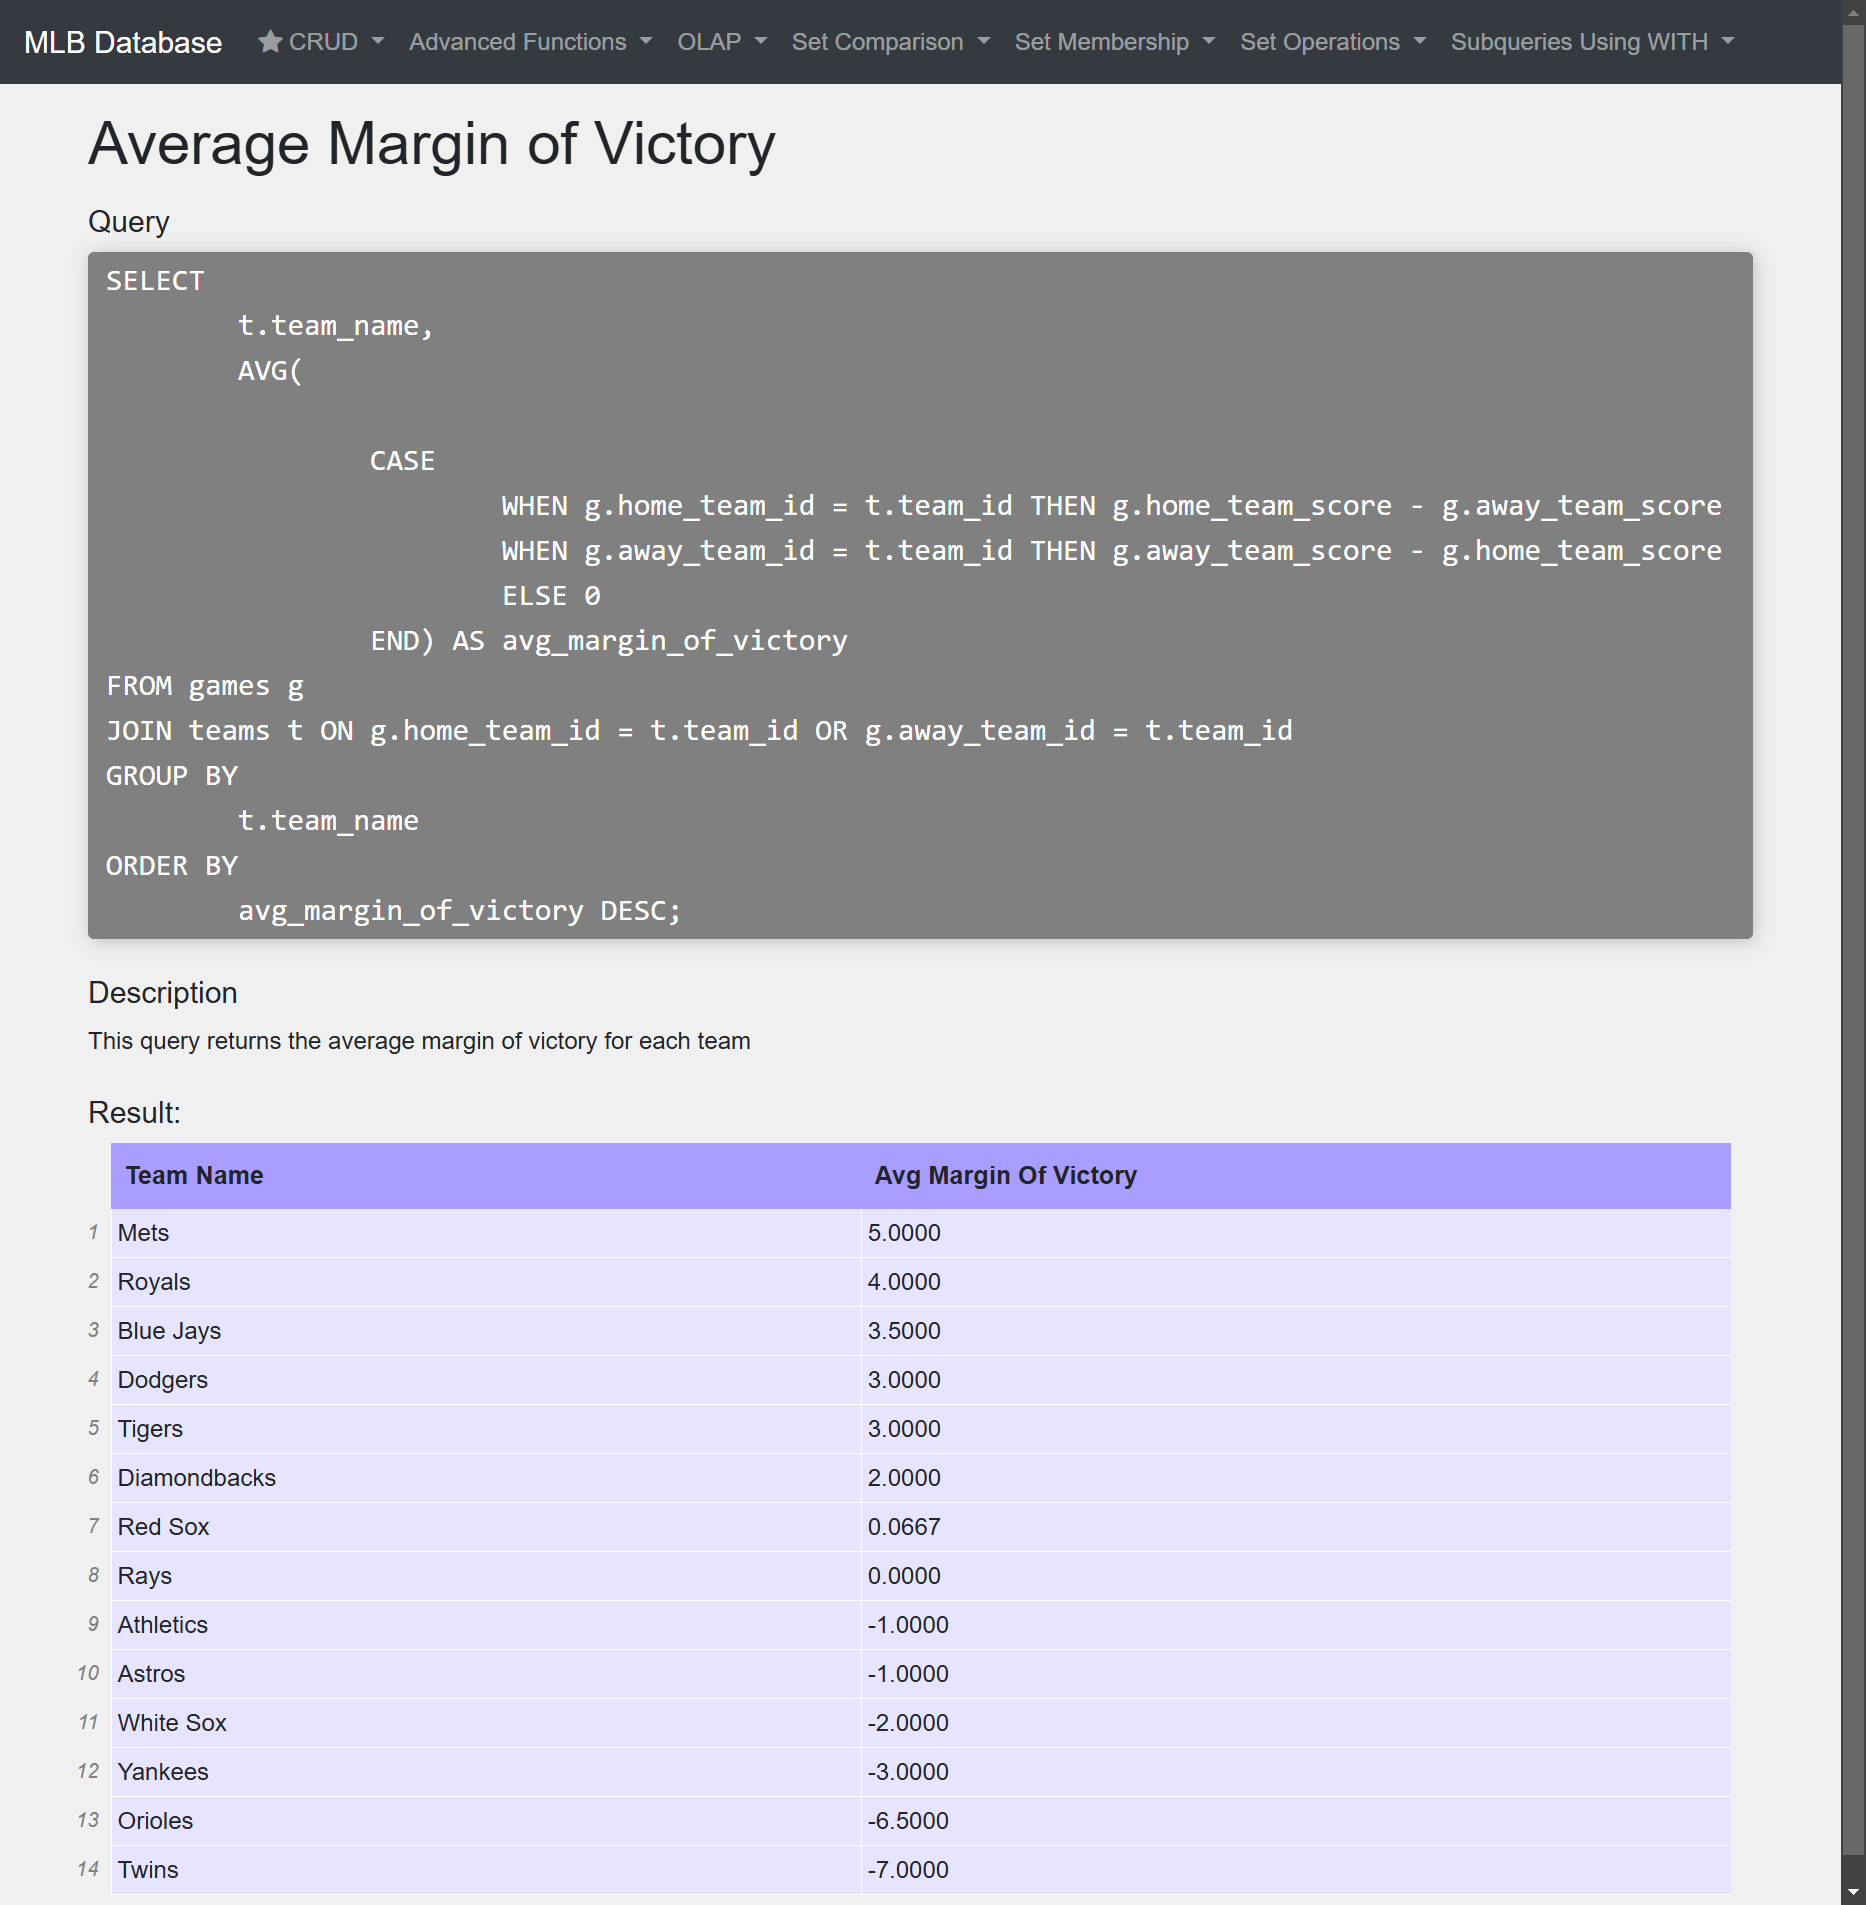 MLB Database CRUD Advanced Functions OLAP Set Comparison Set Membership Set Operations Subqueries Using WITH
Average Margin of Victory
Query
SELECT
t.team_name,
AVG(
CASE
WHEN g.home_team_id = t.team_id THEN g.home_team_score - g.away_team_score
WHEN g.away_team_id = t.team_id THEN g.away_team_score - g.home_team_score
ELSE 0
END) AS avg_margin_of_victory
FROM games g
JOIN teams t ON g.home_team_id = t.team_id OR g.away_team_id = t.team_id
GROUP BY
t.team_name
ORDER BY
avg_margin_of_victory DESC;
Description
This query returns the average margin of victory for each team
Result:
Team Name Avg Margin Of Victory
1 Mets 5.0000
2 Royals 4.0000
3 Blue Jays 3.5000
4 Dodgers 3.0000
5 Tigers 3.0000
6 Diamondbacks 2.0000
7 Red Sox 0.0667
8 Rays 0.0000
9 Athletics -1.0000
10 Astros -1.0000
11 White Sox -2.0000
12 Yankees -3.0000
13 Orioles -6.5000
14 Twins -7.0000